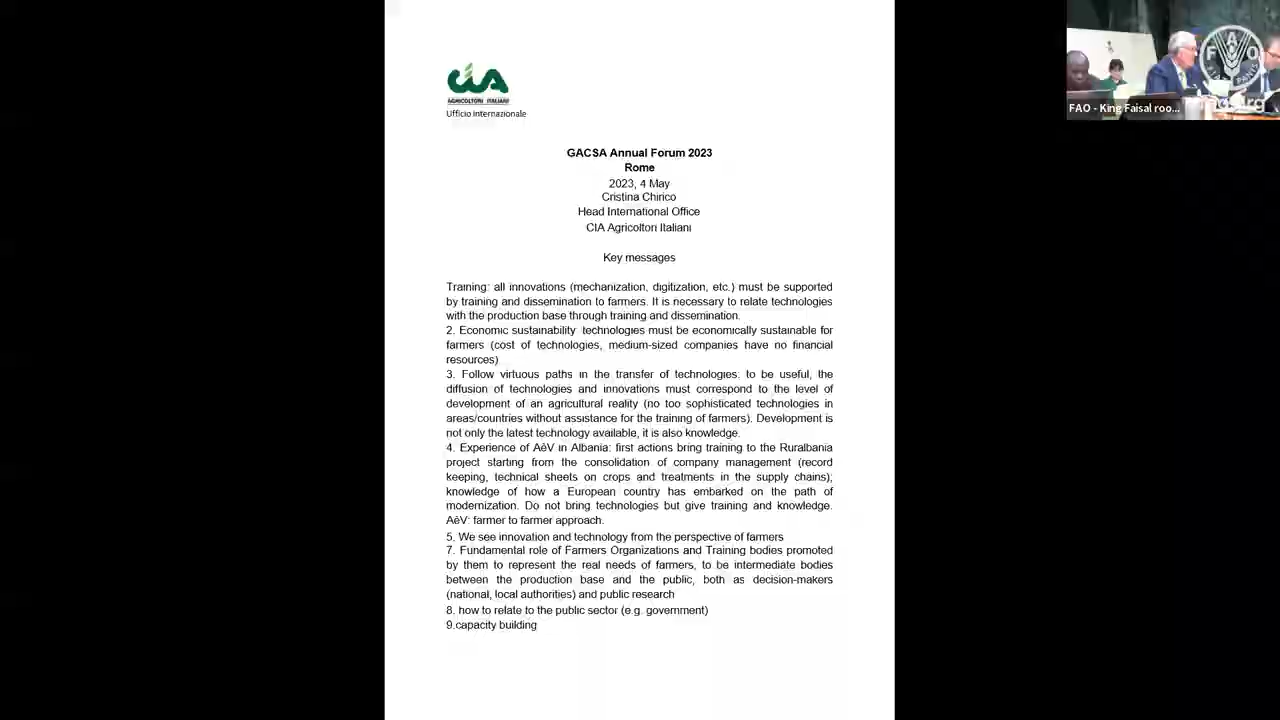 CIA
AGRICOLTORI ITALIANI
Ufficio Internazionale
GACSA Annual Forum 2023
Rome
2023, 4 May
Cristina Chirico
Head International Office
CIA Agricoltori Italiani
Key messages
Training: all innovations (mechanization, digitization, etc.) must be supported
by training and dissemination to farmers. It is necessary to relate technologies
with the production base through training and dissemination.
2. Economic sustainability technologies must be economically sustainable for
farmers (cost of technologies, medium-sized companies have no financial
resources)
3. Follow virtuous paths in the transfer of technologies: to be useful, the
diffusion of technologies and innovations must correspond to the level of
development of an agricultural reality (no too sophisticated technologies in
areas/countries without assistance for the training of farmers). Development is
not only the latest technology available, it is also knowledge.
4. Experience of AèV in Albania: first actions bring training to the Ruralbania
project starting from the consolidation of company management (record
keeping, technical sheets on crops and treatments in the supply chains);
knowledge of how a European country has embarked on the path of
modernization. Do not bring technologies but give training and knowledge.
AèV: farmer to farmer approach.
5. We see innovation and technology from the perspective of farmers
7. Fundamental role of Farmers Organizations and Training bodies promoted
by them to represent the real needs of farmers, to be intermediate bodies
between the production base and the public, both as decision-makers
(national, local authorities) and public research
8. how to relate to the public sector (e.g. government)
9.capacity building
FAO
FAO - King Faisal roo...